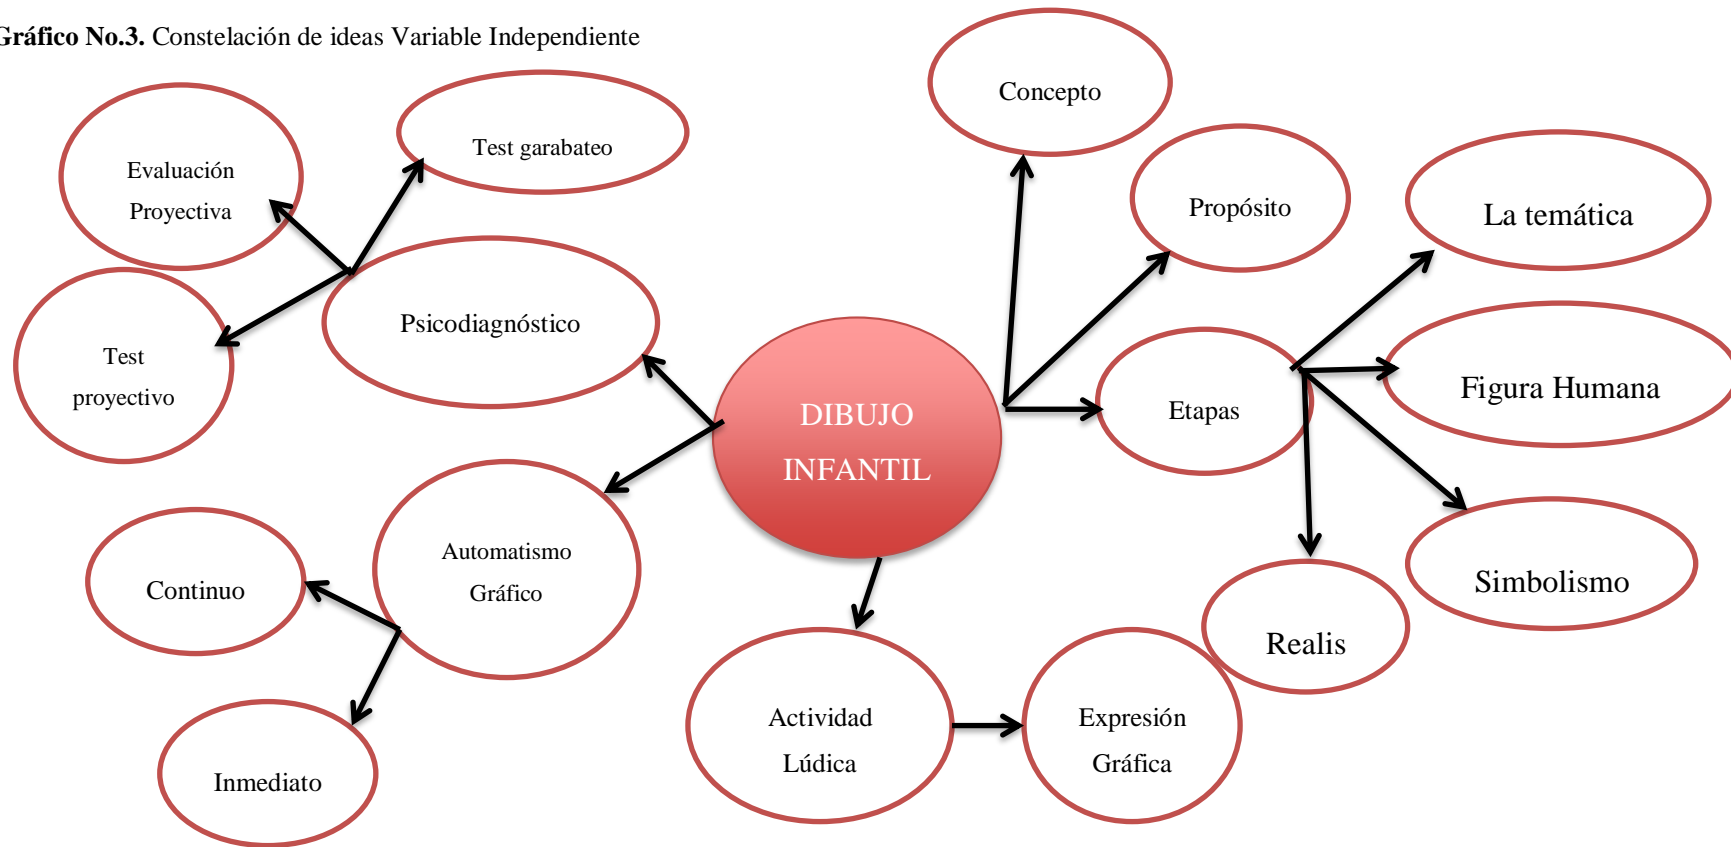 Gráfico No.3. Constelación de ideas Variable Independiente
Concepto
Test garabateo
Evaluación
Proyectiva
Propósito
La temática
Psicodiagnóstico
Test
proyectivo
DIBUJO
INFANTIL
Etapas
Figura Humana
Automatismo
Gráfico
Continuo
Simbolismo
Realis
Actividad
Lúdica
Expresión
Gráfica
Inmediato